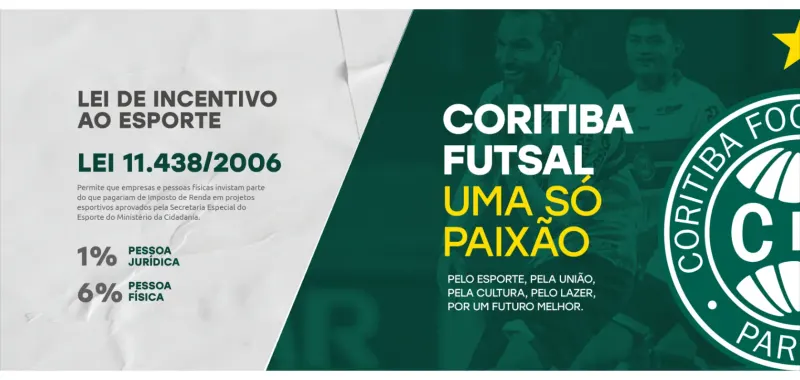 LEI DE INCENTIVO
AO ESPORTE
LEI 11.438/2006
Permite que empresas e pessoas físicas invistam parte
do que pagariam de Imposto de Renda em projetos
esportivos aprovados pela Secretaria Especial do
Esporte do Ministério da Cidadania.
1% PESSOA
JURÍDICA
6% PESSOA
FÍSICA
CORITIBA
FUTSAL
UMA SÓ
PAIXÃO
PELO ESPORTE, PELA UNIÃO,
PELA CULTURA, PELO LAZER,
POR UM FUTURO MELHOR.
CORITIBA FOO
C
PAR